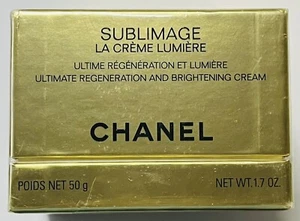 SUBLIMAGE
LA CRÈME LUMIÈRE
ULTIME RÉGÉNÉRATION ET LUMIÈRE
ULTIMATE REGENERATION AND BRIGHTENING CREAM
CHANEL
POIDS NET 50 g WT. 1.7 OZ.